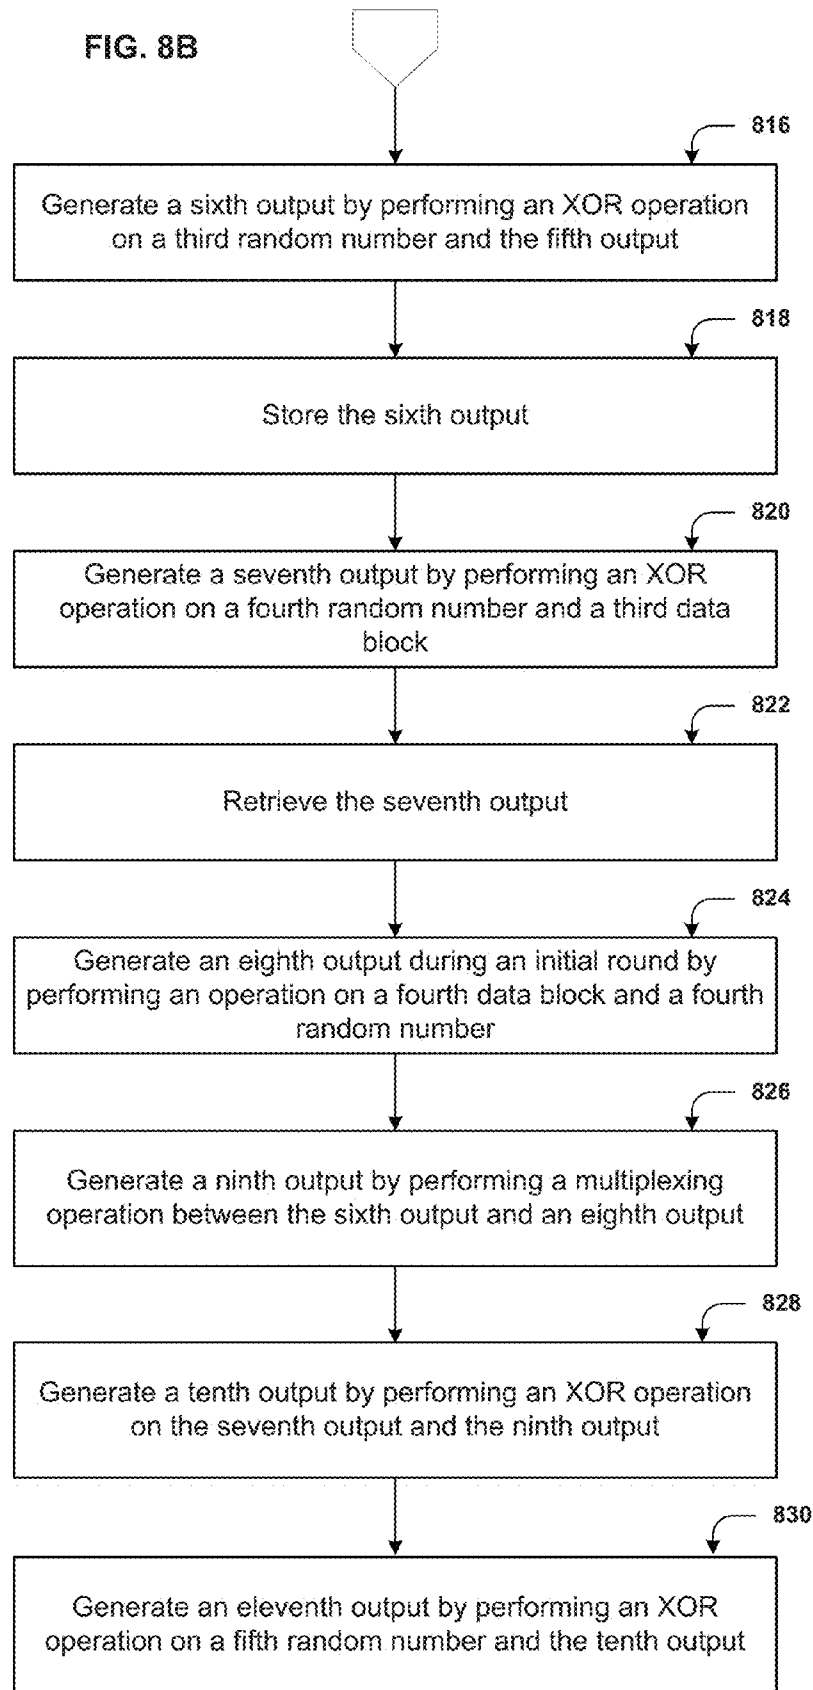 FIG. 8B
816
Generate a sixth output by performing an XOR operation
on a third random number and the fifth output
818
Store the sixth output
820
Generate a seventh output by performing an XOR
operation on a fourth random number and a third data
block
822
Retrieve the seventh output
824
Generate an eighth output during an initial round by
performing an operation on a fourth data block and a fourth
random number
826
Generate a ninth output by performing a multiplexing
operation between the sixth output and an eighth output
828
Generate a tenth output by performing an XOR operation
on the seventh output and the ninth output
830
Generate an eleventh output by performing an XOR
operation on a fifth random number and the tenth output